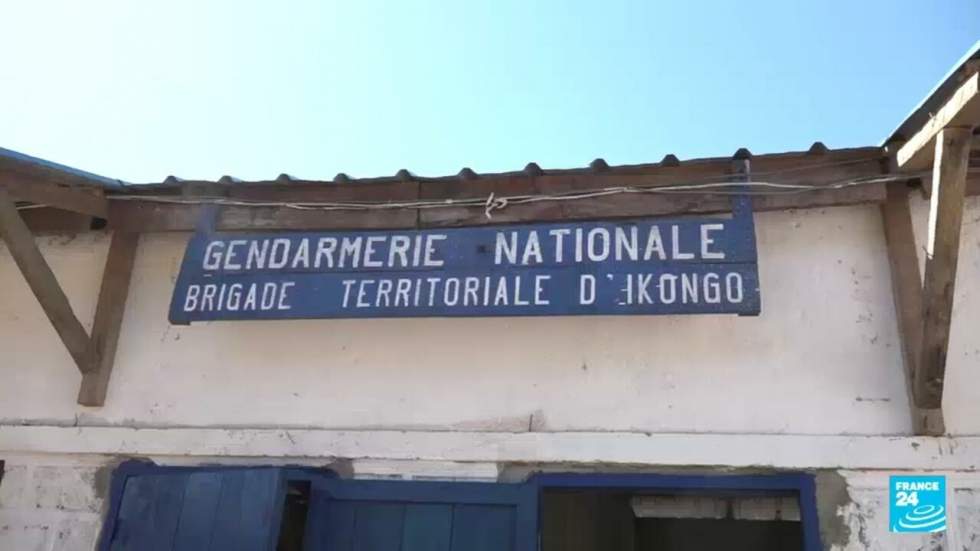 GENDARMERIE NATIONALE
BRIGADE TERRITORIALE D'IKONGO
FRANCE
24